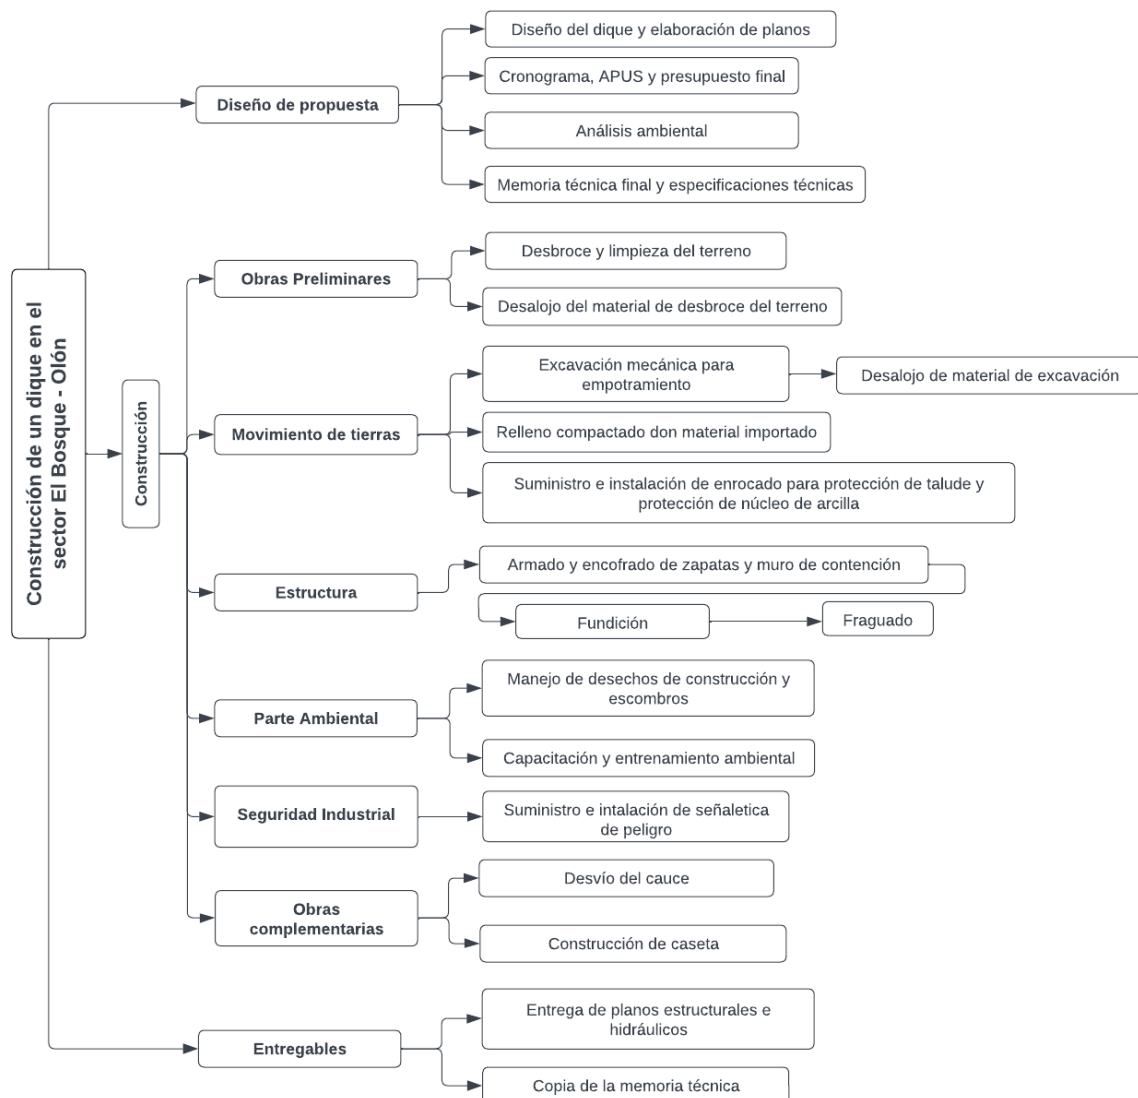 Construcción de un dique en el
sector El Bosque - Olón
Diseño de propuesta
Diseño del dique y elaboración de planos
Cronograma, APUS y presupuesto final
Análisis ambiental
Memoria técnica final y especificaciones técnicas
Construcción
Obras Preliminares
Desbroce y limpieza del terreno
Desalojo del material de desbroce del terreno
Movimiento de tierras
Excavación mecánica para
empotramiento
Desalojo de material de excavación
Relleno compactado don material importado
Suministro e instalación de enrocado para protección de talude y
protección de núcleo de arcilla
Estructura
Armado y encofrado de zapatas y muro de contención
Fundición
Fraguado
Parte Ambiental
Manejo de desechos de construcción y
escombros
Capacitación y entrenamiento ambiental
Seguridad Industrial
Suministro e intalación de señaletica
de peligro
Obras
complementarias
Desvío del cauce
Construcción de caseta
Entregables
Entrega de planos estructurales e
hidráulicos
Copia de la memoria técnica